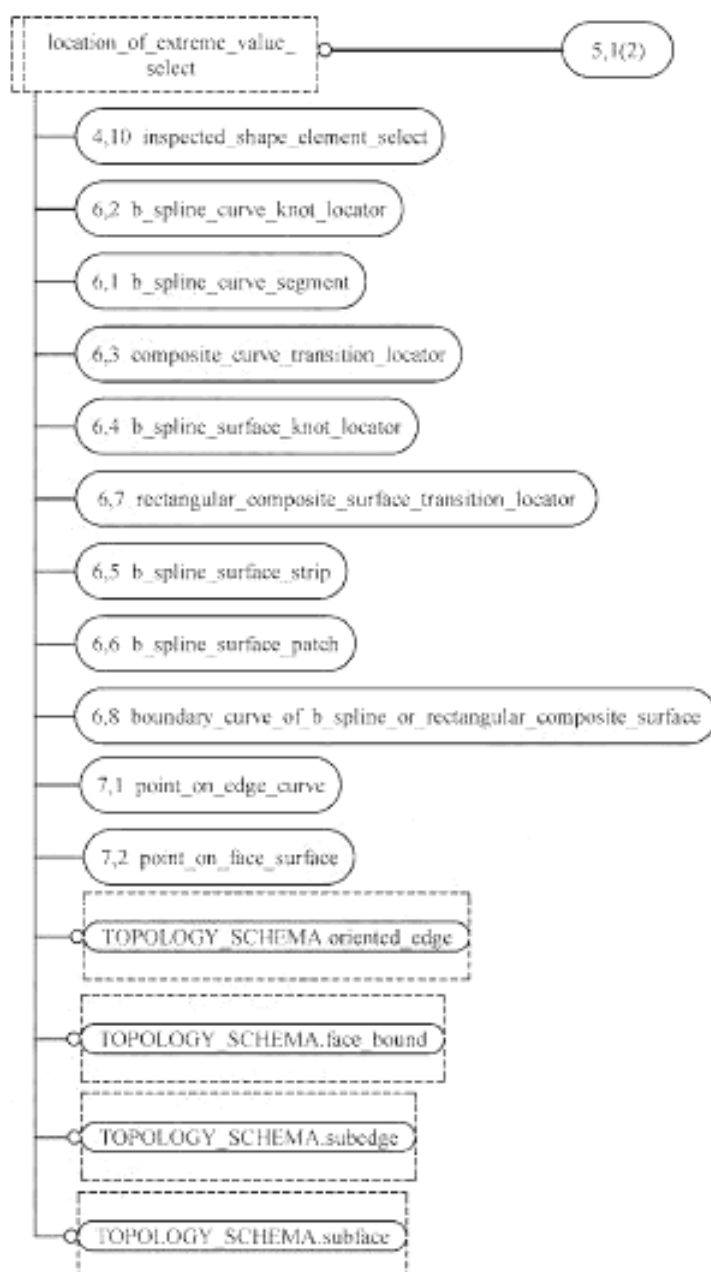 location_of_extreme_value_
select
5,1(2)
4,10 inspected_shape_element_select
6,2 b_spline_curve_knot_locator
6,1 b_spline_curve_segment
6,3 composite_curve_transition_locator
6,4 b_spline_surface_knot_locator
6,7 rectangular_composite_surface_transition_locator
6,5 b_spline_surface_strip
6,6 b_spline_surface_patch
6,8 boundary_curve_of_b_spline_or_rectangular_composite_surface
7,1 point_on_edge_curve
7,2 point_on_face_surface
TOPOLOGY_SCHEMA.oriented_edge
TOPOLOGY_SCHEMA.face_bound
TOPOLOGY_SCHEMA.subedge
TOPOLOGY_SCHEMA.subface